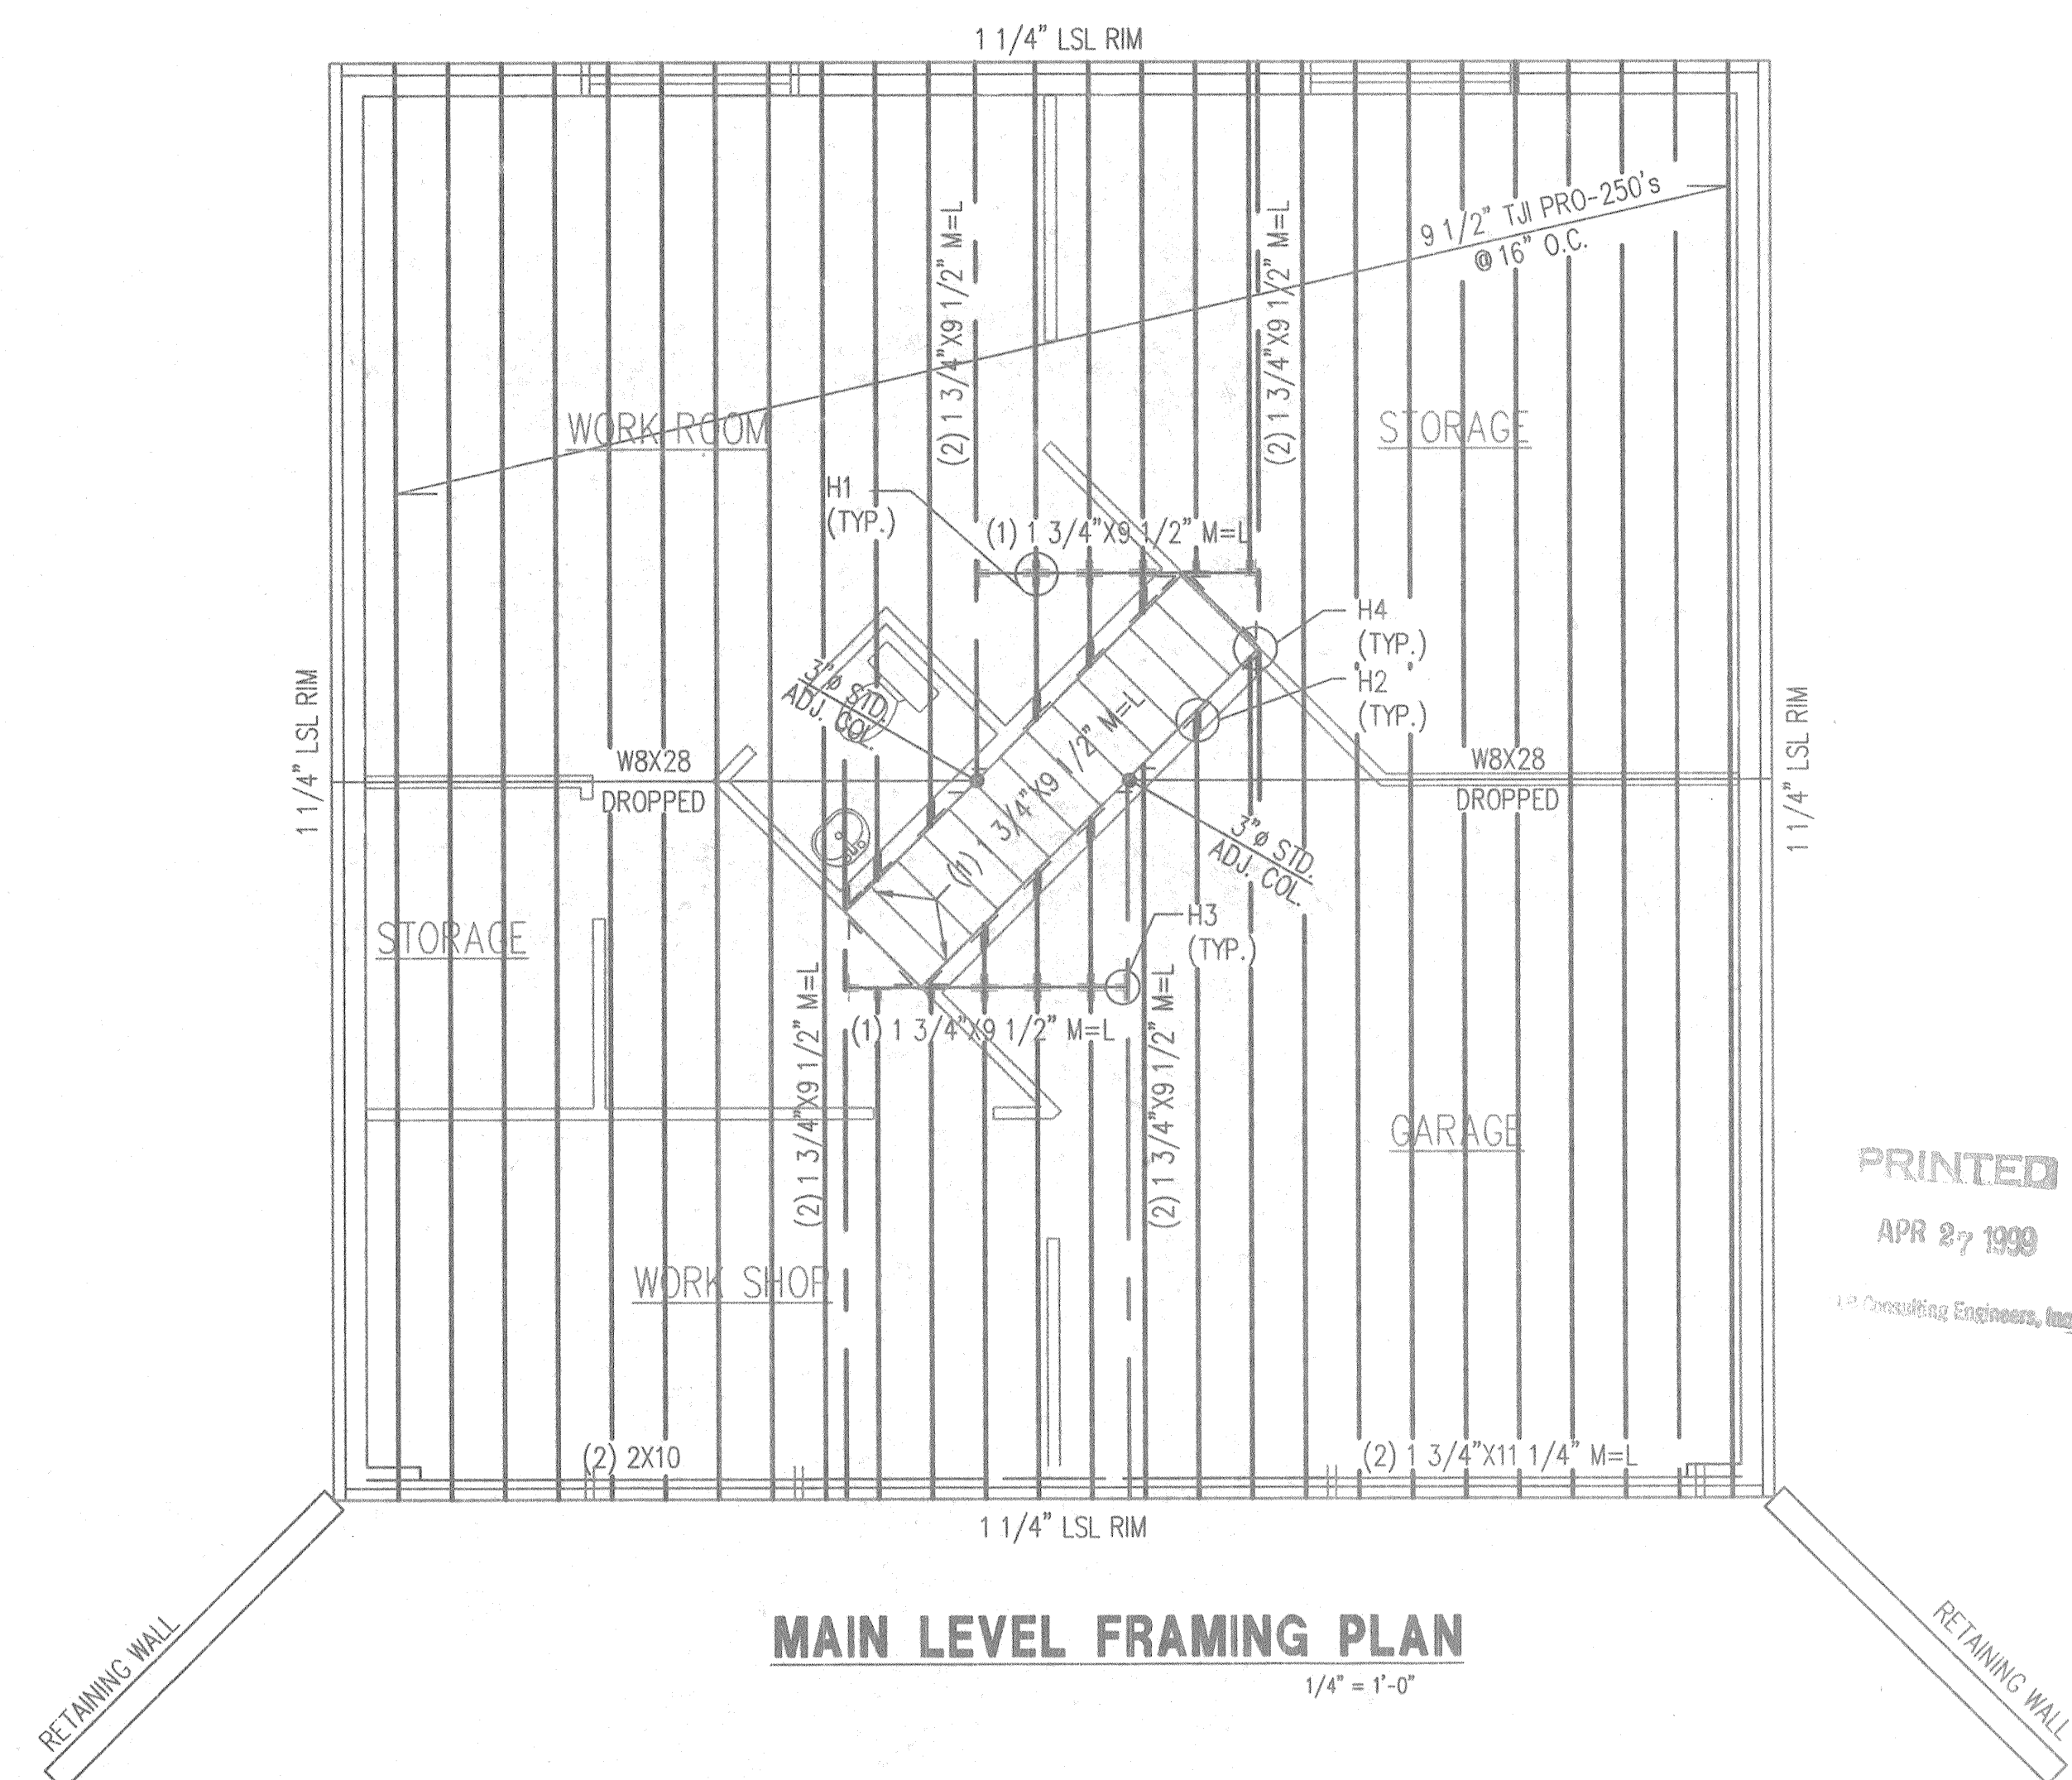 1 1/4" LSL RIM
9 1/2" TJI PRO-250's
@ 16" O.C.
(2) 1 3/4"X9 1/2" M=L
(2) 1 3/4"X9 1/2" M=L
WORK ROOM
STORAGE
H1
(TYP.)
(1) 1 3/4"X9 1/2" M=L
H4
(TYP.)
H2
(TYP.)
3"ø STD.
ADJ. COL.
1 1/4" LSL RIM
W8X28
DROPPED
(1) 1 3/4"X9 1/2" M=L
W8X28
DROPPED
1 1/4" LSL RIM
3"ø STD.
ADJ. COL.
H3
(TYP.)
STORAGE
(1) 1 3/4"X9 1/2" M=L
(2) 1 3/4"X9 1/2" M=L
(2) 1 3/4"X9 1/2" M=L
GARAGE
PRINTED
APR 27 1999
Consulting Engineers, Inc
WORK SHOP
(2) 2X10
(2) 1 3/4"X11 1/4" M=L
1 1/4" LSL RIM
RETAINING WALL
RETAINING WALL
MAIN LEVEL FRAMING PLAN
1/4" = 1'-0"